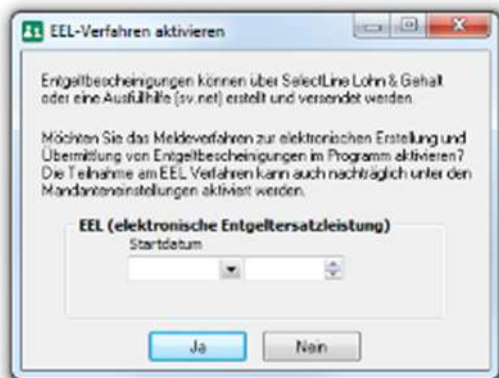 EEL-Verfahren aktivieren
Entgeltbescheinigungen können über SelectLine Lohn & Gehalt
oder eine Ausfüllhilfe (sv.net) erstellt und versendet werden.
Möchten Sie das Meldeverfahren zur elektronischen Erstellung und
Übermittlung von Entgeltbescheinigungen im Programm aktivieren?
Die Teilnahme am EEL Verfahren kann auch nachträglich unter den
Mandanteneinstellungen aktiviert werden.
EEL (elektronische Entgeltersatzleistung)
Startdatum
Ja
Nein